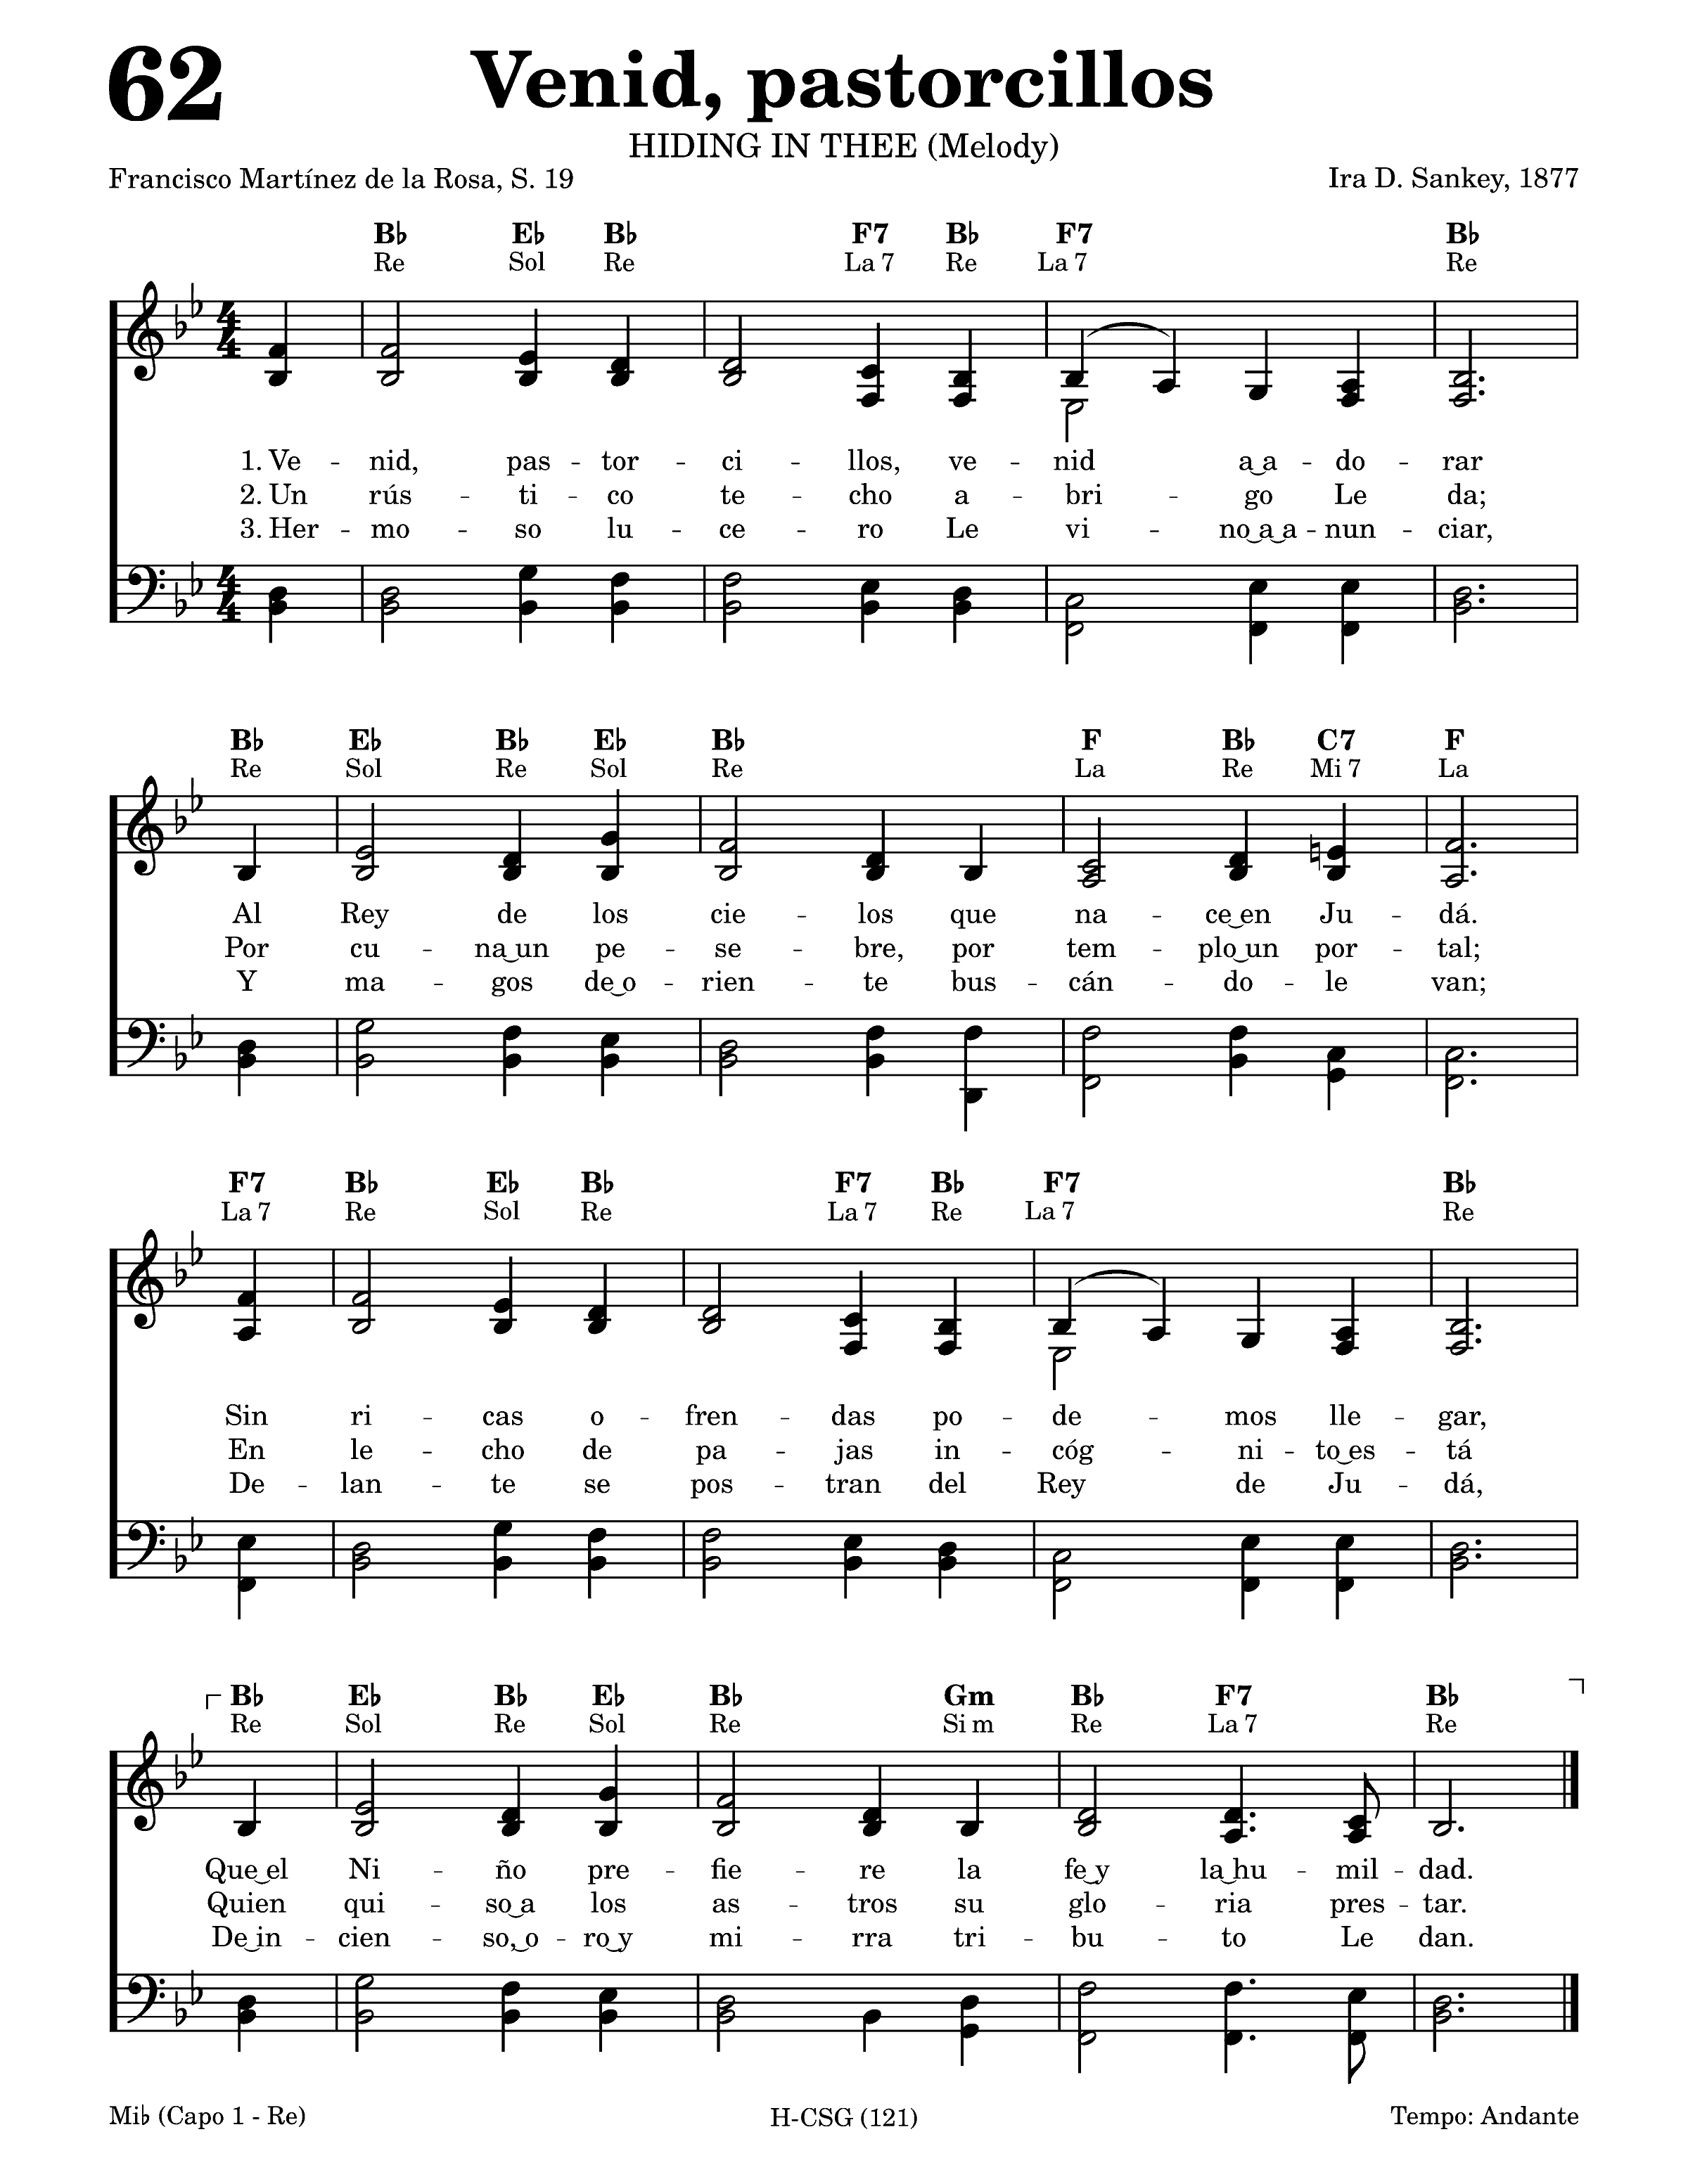 62 Venid, pastorcillos
HIDING IN THEE (Melody)
Francisco Martínez de la Rosa, S. 19 Ira D. Sankey, 1877
B♭ E♭ B♭ F7 B♭ F7 B♭
Re Sol Re La 7 Re La 7 Re
4 4
1. Ve - nid, pas - tor - ci - llos, ve - nid a‿a - do - rar
2. Un rús - ti - co te - cho a - bri - go Le da;
3. Her - mo - so lu - ce - ro Le vi - no‿a‿a - nun - ciar,
4 4
B♭ E♭ B♭ E♭ B♭ F B♭ C7 F
Re Sol Re Sol Re La Re Mi 7 La
Al Rey de los cie - los que na - ce‿en Ju - dá.
Por cu - na‿un pe - se - bre, por tem - plo‿un por - tal;
Y ma - gos de‿o - rien - te bus - cán - do - le van;
F7 B♭ E♭ B♭ F7 B♭ F7 B♭
La 7 Re Sol Re La 7 Re La 7 Re
Sin ri - cas o - fren - das po - de - mos lle - gar,
En le - cho de pa - jas in - cóg - ni - to‿es - tá
De - lan - te se pos - tran del Rey de Ju - dá,
B♭ E♭ B♭ E♭ B♭ Gm B♭ F7 B♭
Re Sol Re Sol Re Si m Re La 7 Re
Que‿el Ni - ño pre - fie - re la fe‿y la‿hu - mil - dad.
Quien qui - so‿a los as - tros su glo - ria pres - tar.
De‿in - cien - so,‿o - ro‿y mi - rra tri - bu - to Le dan.
Mi♭ (Capo 1 - Re) H-CSG (121) Tempo: Andante